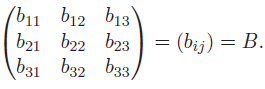 b11 b12 b13
b21 b22 b23 = (bij) = B.
b31 b32 b33